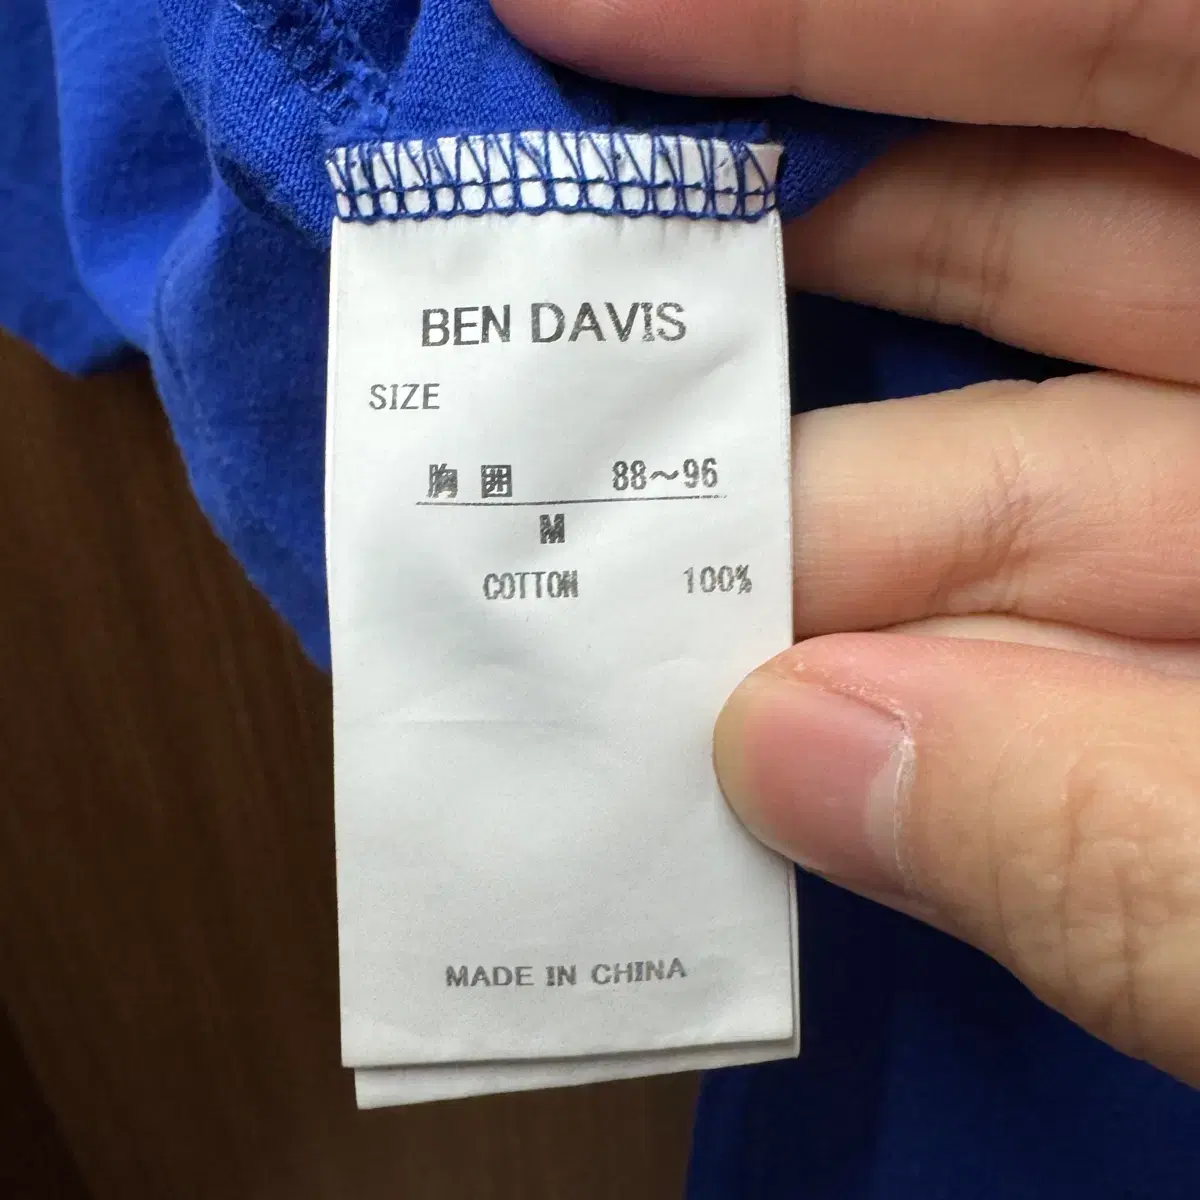 BEN DAVIS
SIZE
胸 囲 88～96
M
COTTON 100%
MADE IN CHINA